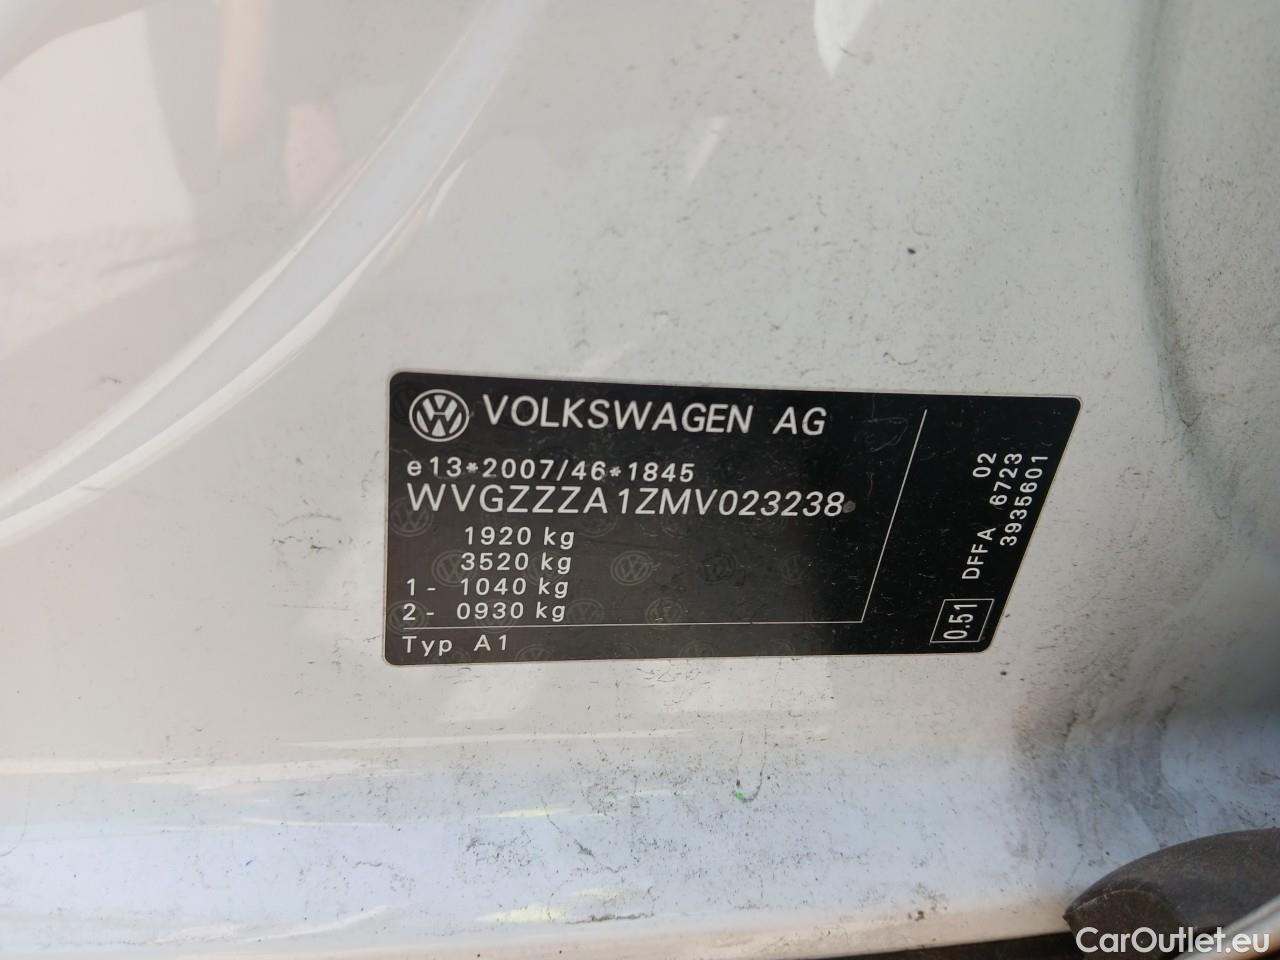 VOLKSWAGEN AG
e13*2007/46*1845
WVGZZZA1ZMV023238
1920 kg
3520 kg
1- 1040 kg
2- 0930 kg
Typ A1
02
DFFA 6723
3935601
0.51
CarOutlet.eu